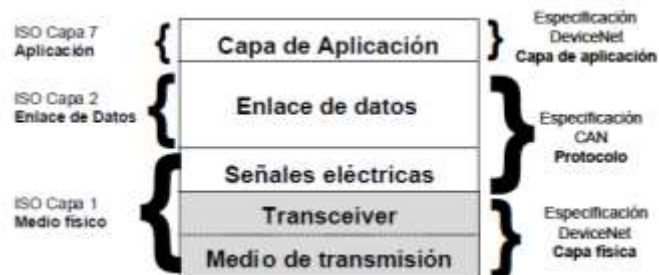 ISO Capa 7
Aplicación
ISO Capa 2
Enlace de Datos
ISO Capa 1
Medio físico
Capa de Aplicación
Enlace de datos
Señales eléctricas
Transceiver
Medio de transmisión
Especificación
DeviceNet
Capa de aplicación
Especificación
CAN
Protocolo
Especificación
DeviceNet
Capa física